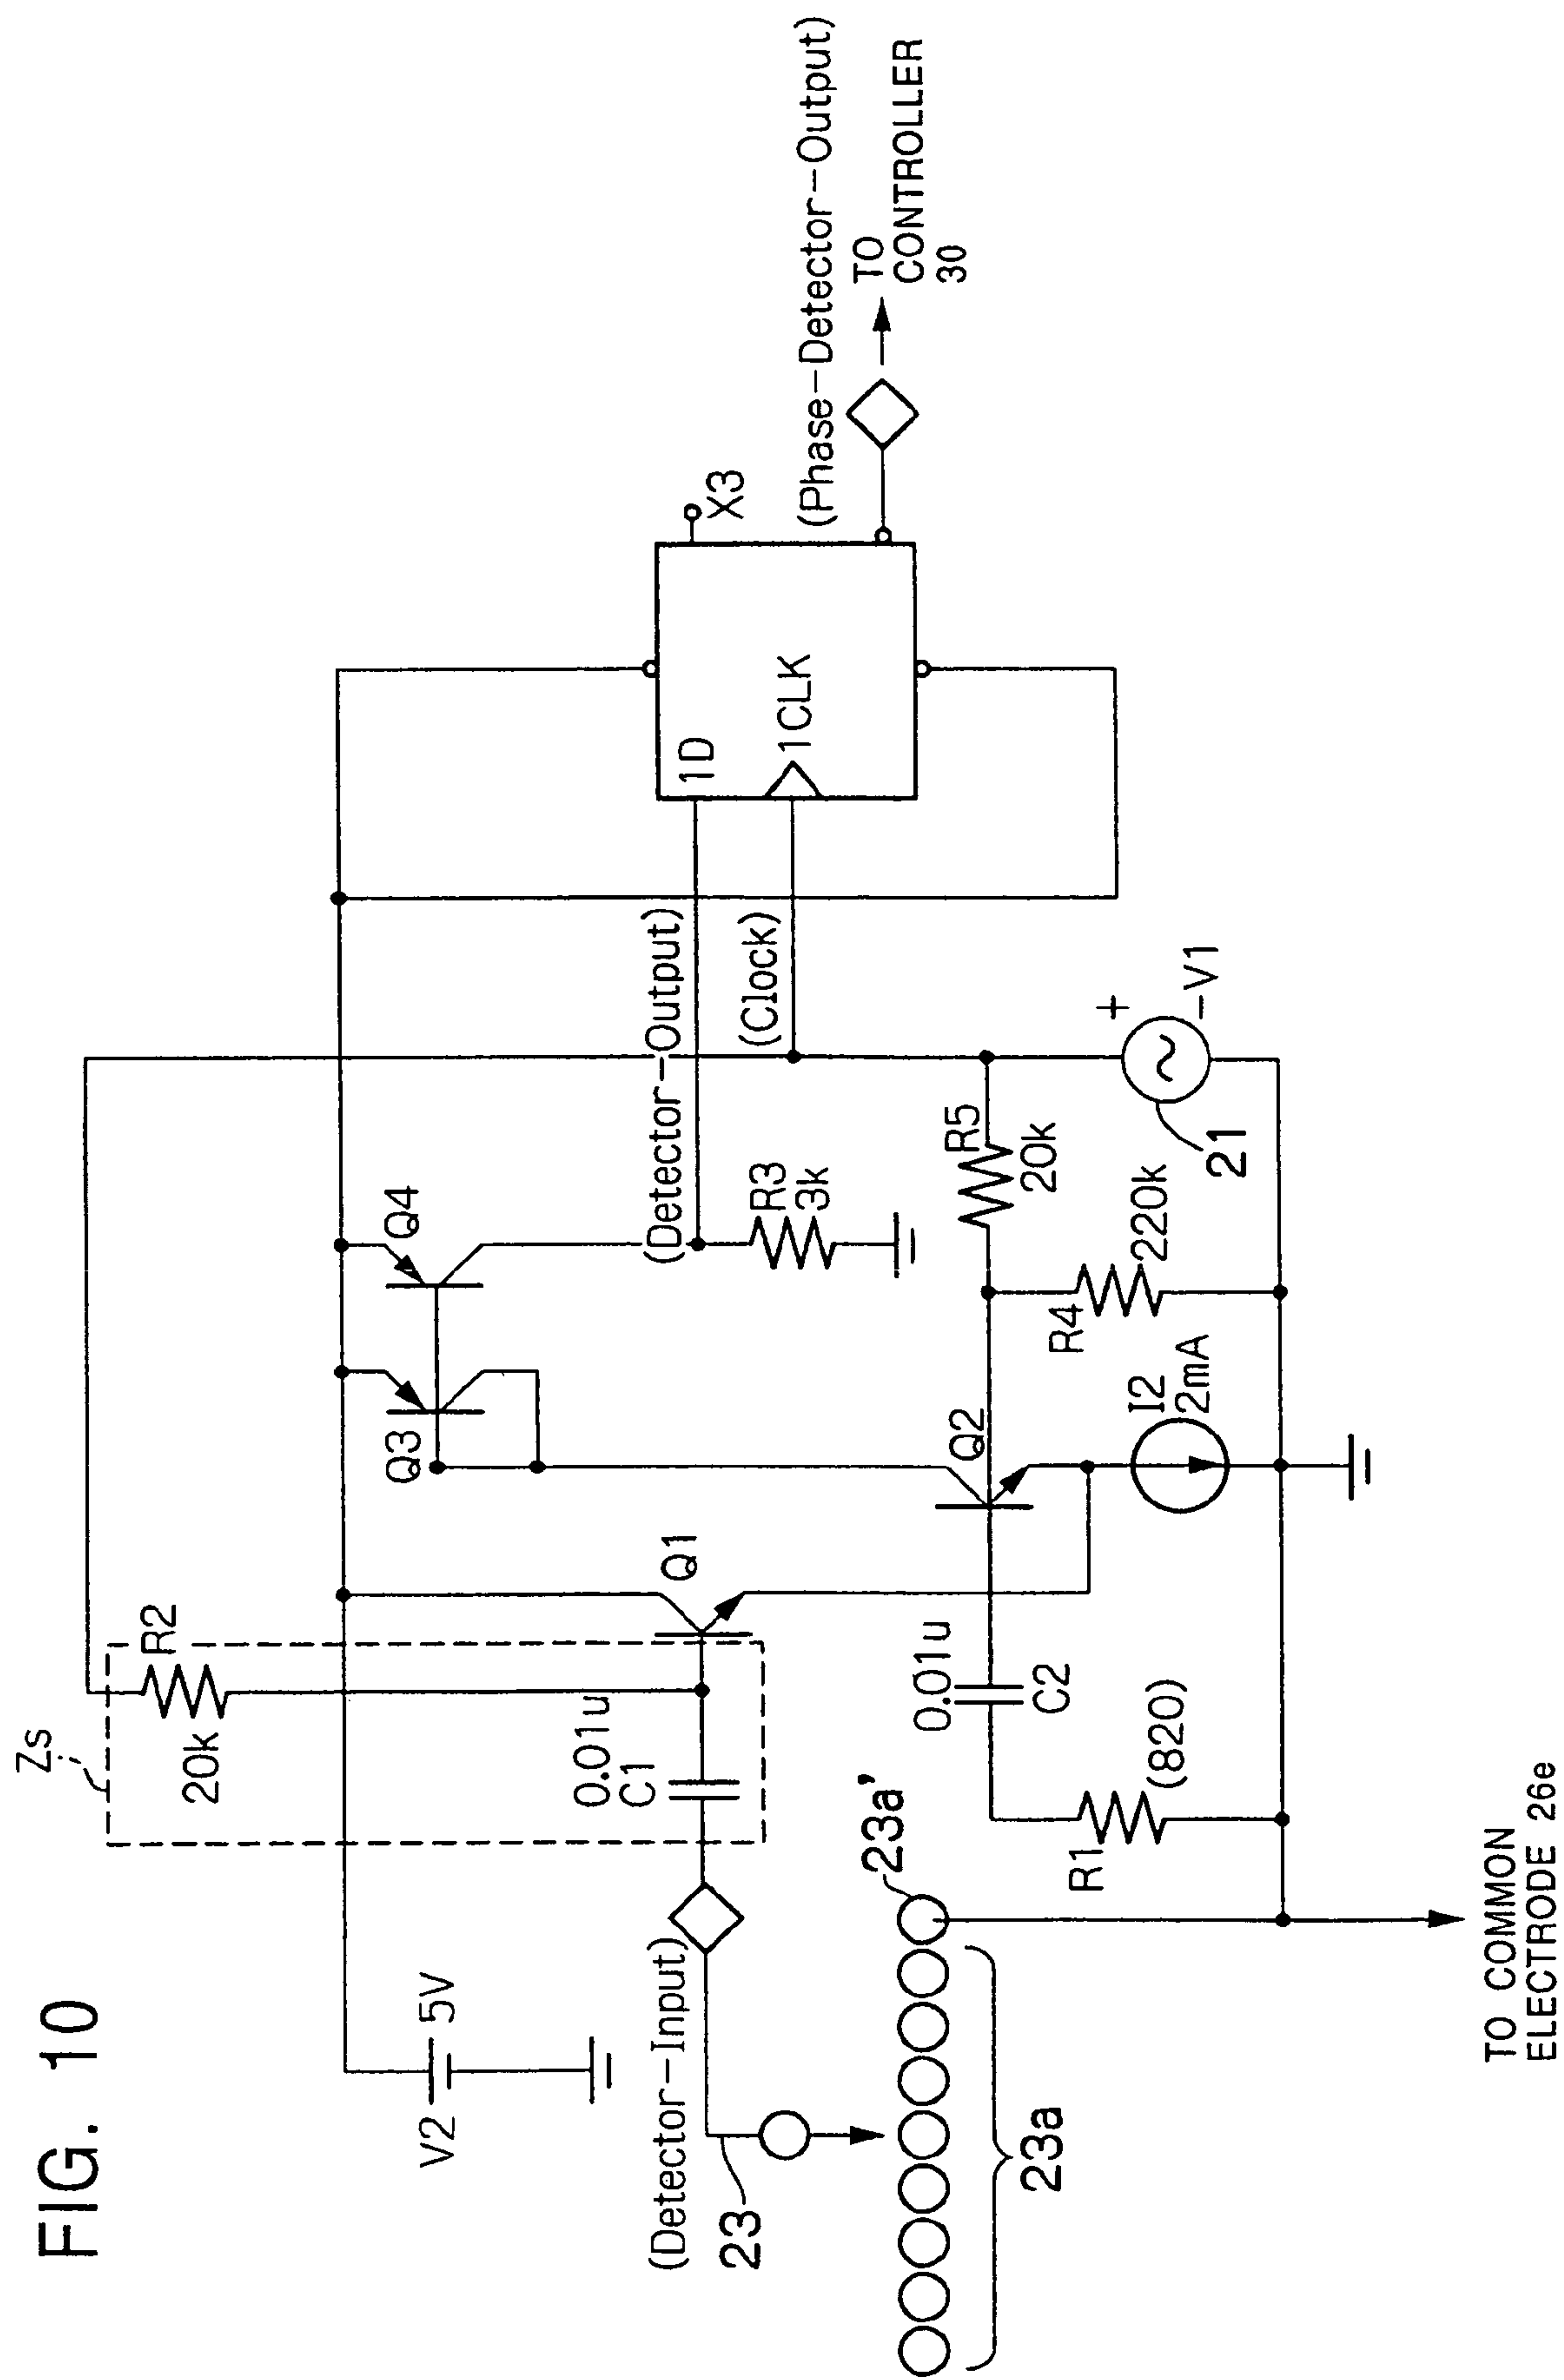 FIG. 10
Zs
R2
20k
V2
5V
0.01u
C1
Q1
Q3
Q4
(Detector-Input)
23
(Detector-Output)
R3
3k
(Clock)
1D
1CLK
X3
(Phase-Detector-Output)
TO
CONTROLLER
30
23a
23a'
0.01u
C2
Q2
R5
20k
R1
(820)
I2
2mA
R4
220k
21
+
-V1
TO COMMON
ELECTRODE 26e